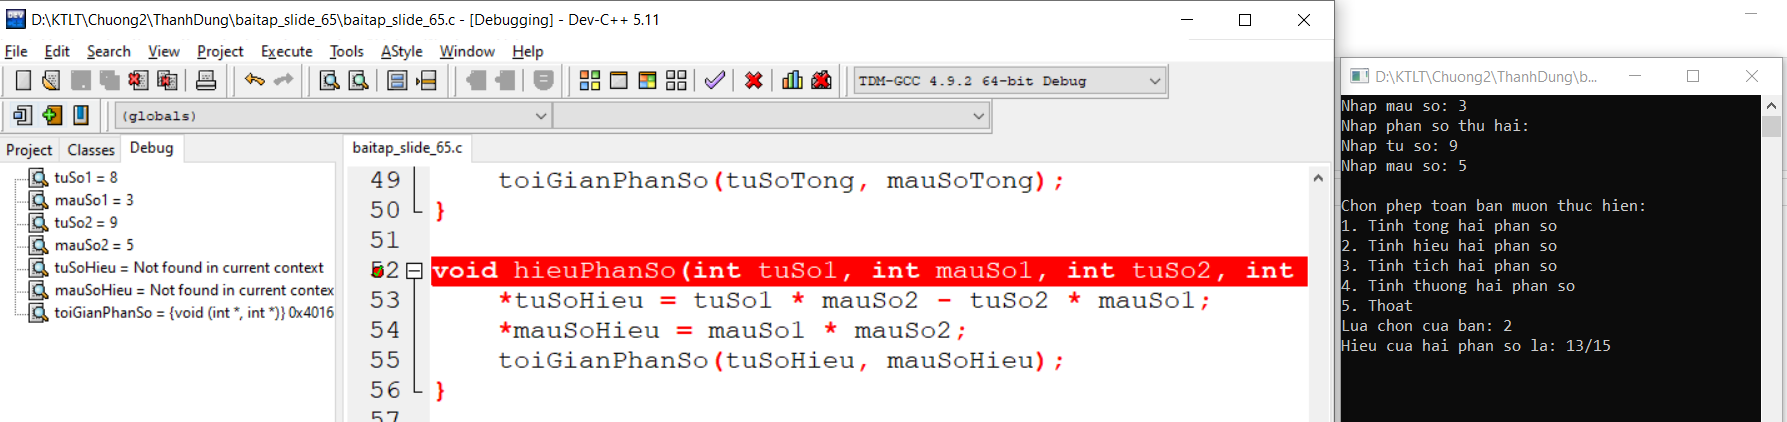 D:\KTLT\Chuong2\ThanhDung\baitap_slide_65\baitap_slide_65.c - [Debugging] - Dev-C++ 5.11
File Edit Search View Project Execute Tools AStyle Window Help
TDM-GCC 4.9.2 64-bit Debug
(globals)
Project Classes Debug
tuSo1 = 8
mauSo1 = 3
tuSo2 = 9
mauSo2 = 5
tuSoHieu = Not found in current context
mauSoHieu = Not found in current contex
toiGianPhanSo = {void (int *, int *)} 0x4016
baitap_slide_65.c
49 toiGianPhanSo(tuSoTong, mauSoTong);
50 }
51
52 void hieuPhanSo(int tuSo1, int mauSo1, int tuSo2, int
53 *tuSoHieu = tuSo1 * mauSo2 - tuSo2 * mauSo1;
54 *mauSoHieu = mauSo1 * mauSo2;
55 toiGianPhanSo(tuSoHieu, mauSoHieu);
56 }
57
D:\KTLT\Chuong2\ThanhDung\b...
Nhap mau so: 3
Nhap phan so thu hai:
Nhap tu so: 9
Nhap mau so: 5
Chon phep toan ban muon thuc hien:
1. Tinh tong hai phan so
2. Tinh hieu hai phan so
3. Tinh tich hai phan so
4. Tinh thuong hai phan so
5. Thoat
Lua chon cua ban: 2
Hieu cua hai phan so la: 13/15